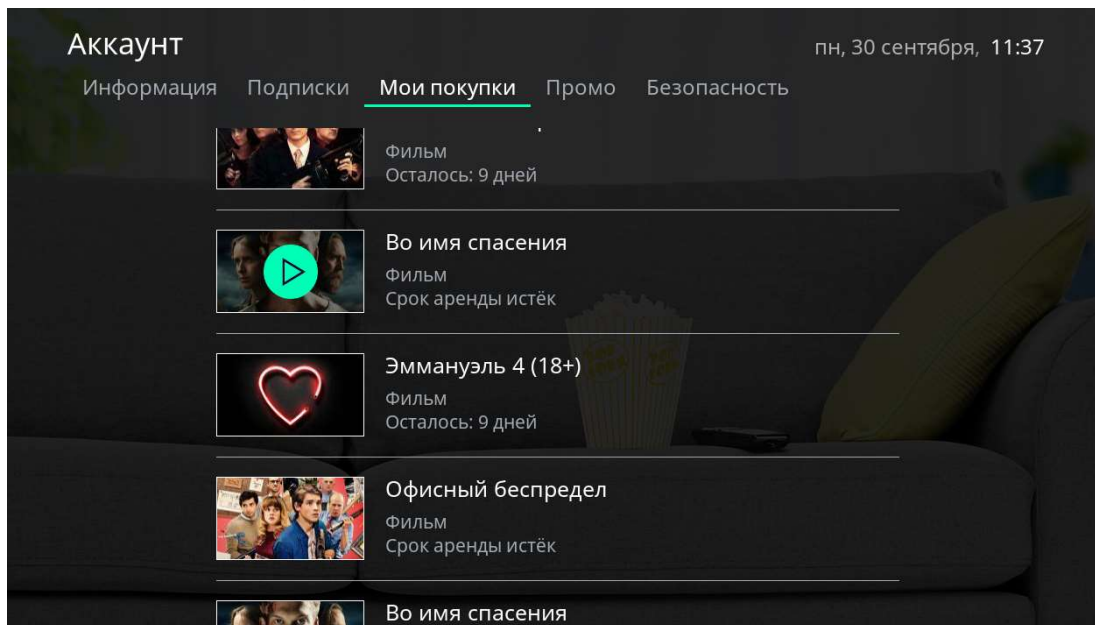 Аккаунт
пн, 30 сентября, 11:37
Информация Подписки Мои покупки Промо Безопасность
Фильм
Осталось: 9 дней
Во имя спасения
Фильм
Срок аренды истёк
Эммануэль 4 (18+)
Фильм
Осталось: 9 дней
Офисный беспредел
Фильм
Срок аренды истёк
Во имя спасения